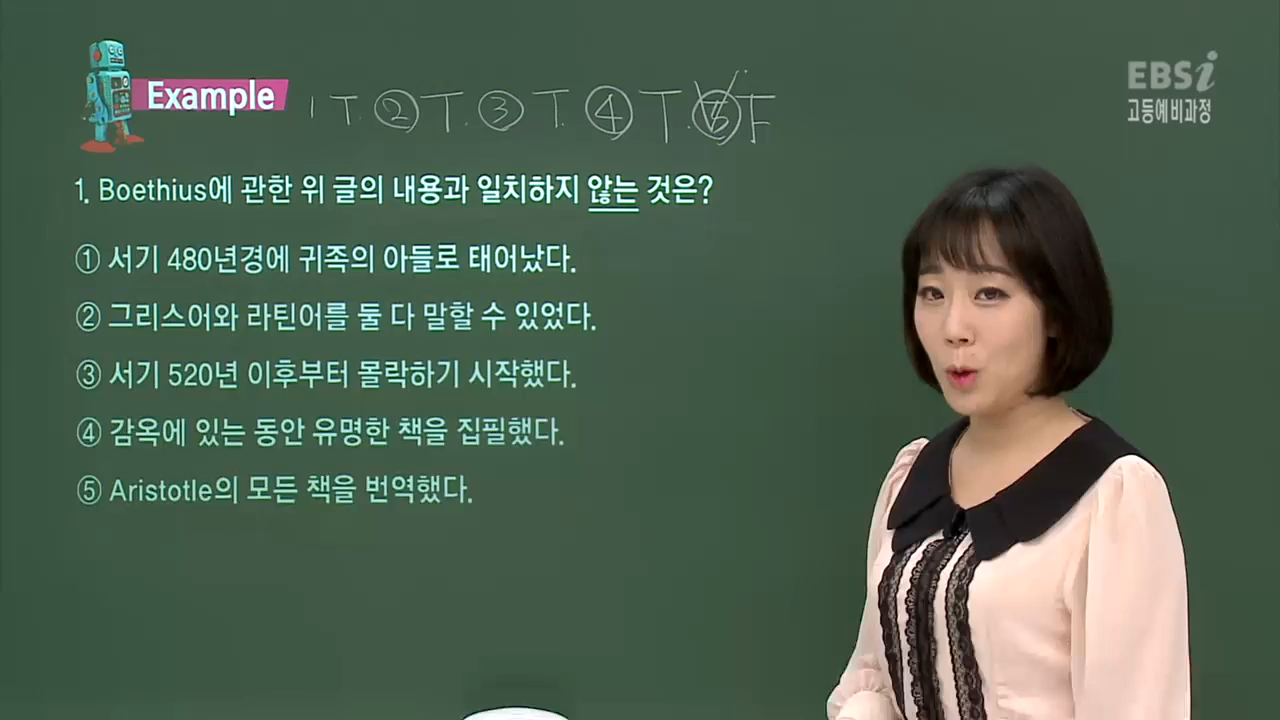 EBSi
고등예비과정
Example
1 T. ② T. ③ T. ④ T. ⑤ F
1. Boethius에 관한 위 글의 내용과 일치하지 않는 것은?
① 서기 480년경에 귀족의 아들로 태어났다.
② 그리스어와 라틴어를 둘 다 말할 수 있었다.
③ 서기 520년 이후부터 몰락하기 시작했다.
④ 감옥에 있는 동안 유명한 책을 집필했다.
⑤ Aristotle의 모든 책을 번역했다.